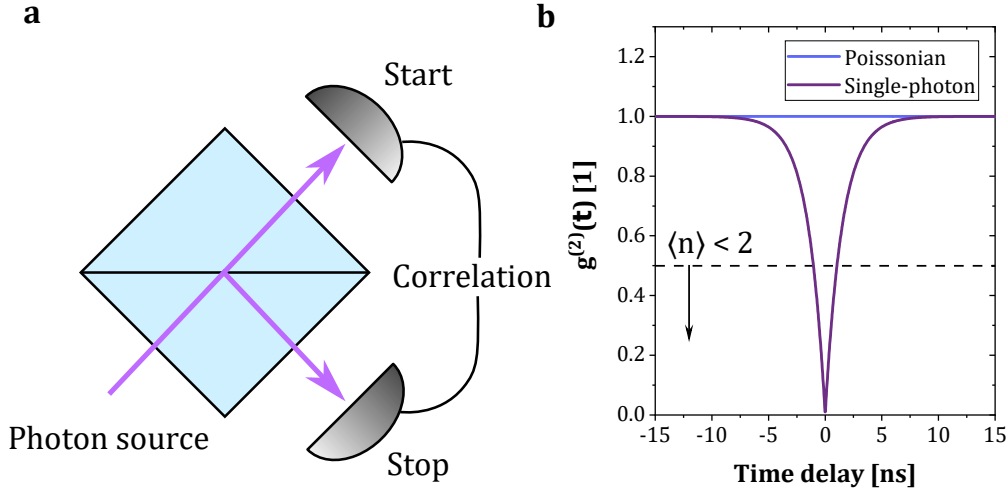 a
Start
Correlation
Photon source
Stop
b
Poissonian
Single-photon
⟨n⟩ < 2
g(2)(t) [1]
1.2
1.0
0.8
0.6
0.4
0.2
0.0
-15 -10 -5 0 5 10 15
Time delay [ns]